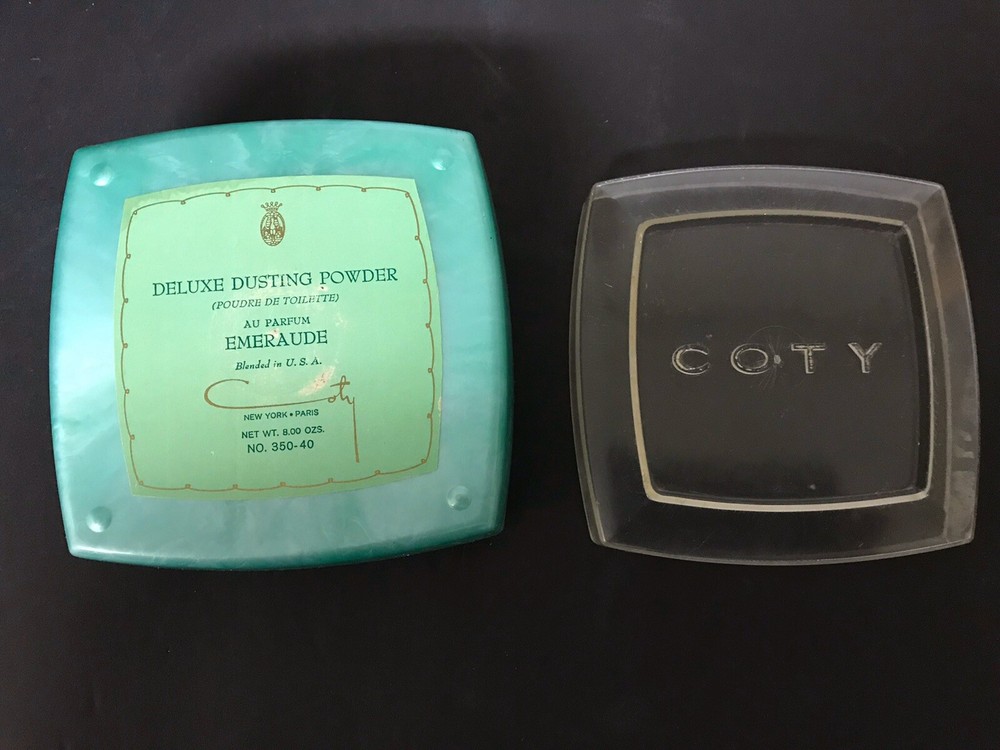 DELUXE DUSTING POWDER
(POUDRE DE TOILETTE)
AU PARFUM
EMERAUDE
Blended in U. S. A.
Coty
NEW YORK • PARIS
NET WT. 8.00 OZS.
NO. 350-40
COTY